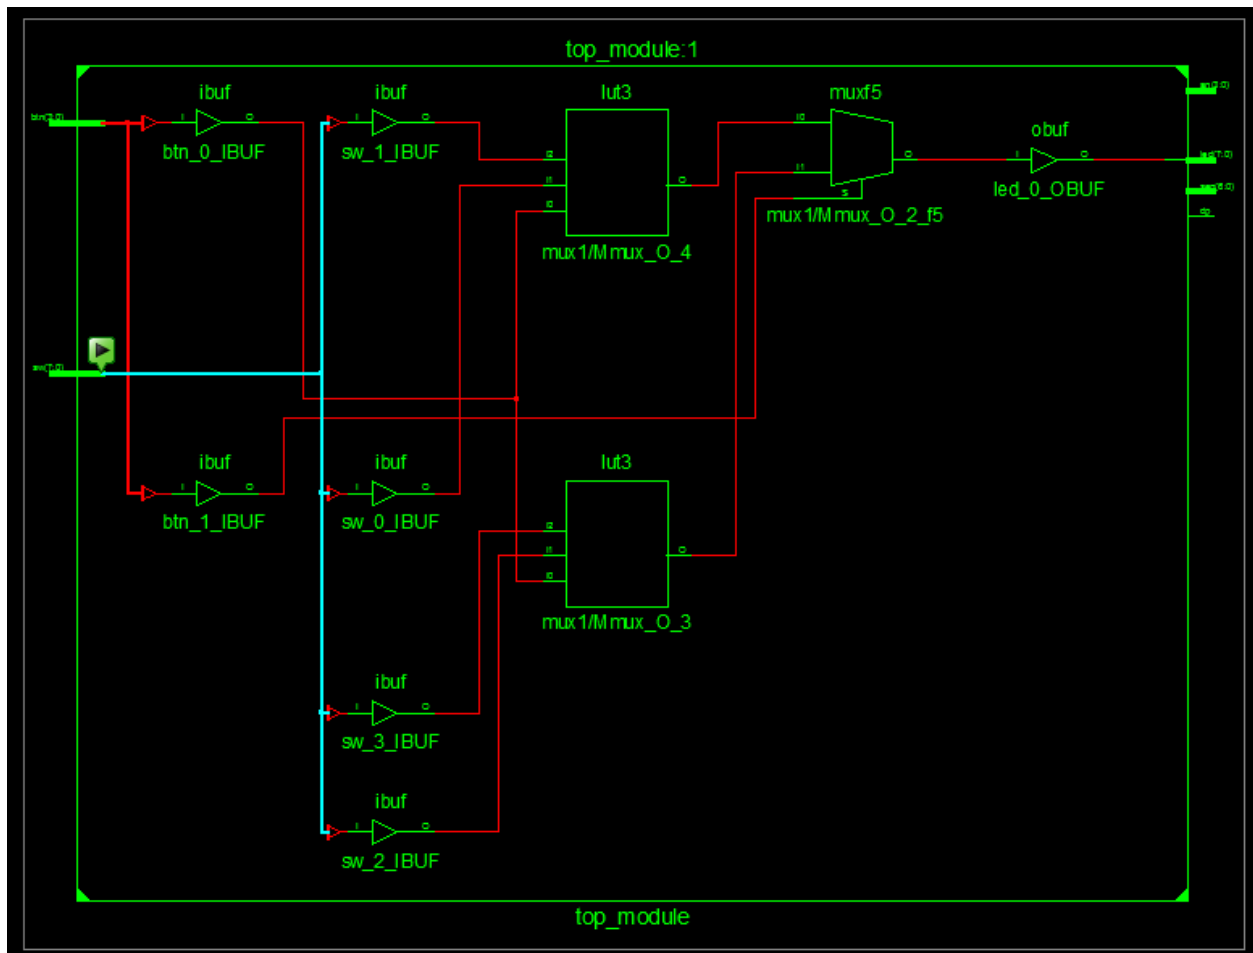 top_module:1
ibuf
ibuf
lut3
muxf5
obuf
btn_0_IBUF
sw_1_IBUF
led_0_OBUF
mux1/Mmux_O_2_f5
mux1/Mmux_O_4
ibuf
ibuf
lut3
btn_1_IBUF
sw_0_IBUF
mux1/Mmux_O_3
ibuf
sw_3_IBUF
ibuf
sw_2_IBUF
top_module